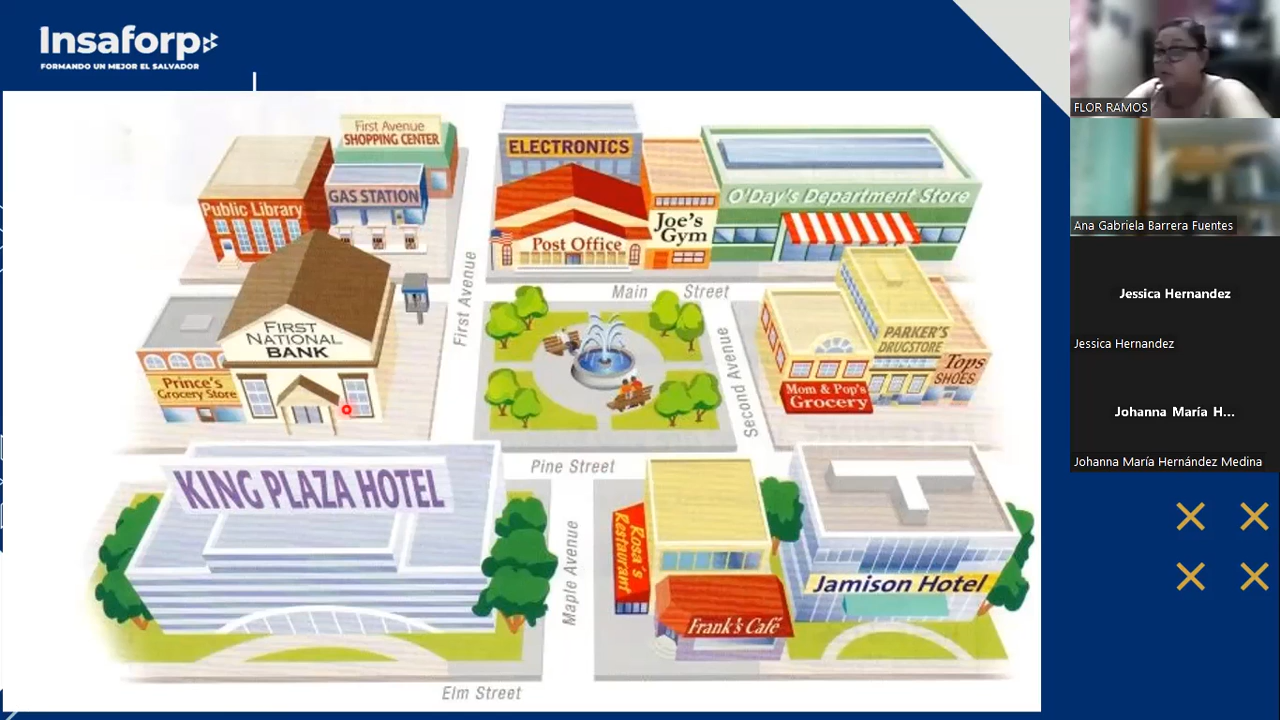 Insaforp
FORMANDO UN MEJOR EL SALVADOR
First Avenue
SHOPPING CENTER
GAS STATION
Public Library
ELECTRONICS
Post Office
Joe's
Gym
O'Day's Department Store
Main Street
First Avenue
Second Avenue
FIRST
NATIONAL
BANK
Prince's
Grocery Store
PARKER'S
DRUGSTORE
Tops
SHOES
Mom & Pop's
Grocery
Pine Street
KING PLAZA HOTEL
Maple Avenue
Rosa's
Restaurant
Frank's Café
Jamison Hotel
Elm Street
FLOR RAMOS
Ana Gabriela Barrera Fuentes
Jessica Hernandez
Jessica Hernandez
Johanna María H...
Johanna María Hernández Medina